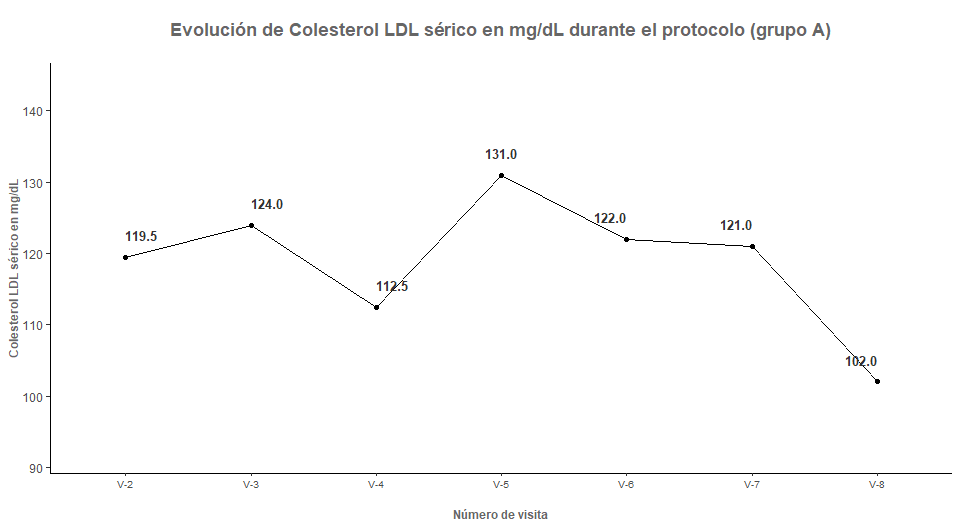 Evolución de Colesterol LDL sérico en mg/dL durante el protocolo (grupo A)
Colesterol LDL sérico en mg/dL
140
130
120
110
100
90
119.5
124.0
112.5
131.0
122.0
121.0
102.0
V-2
V-3
V-4
V-5
V-6
V-7
V-8
Número de visita